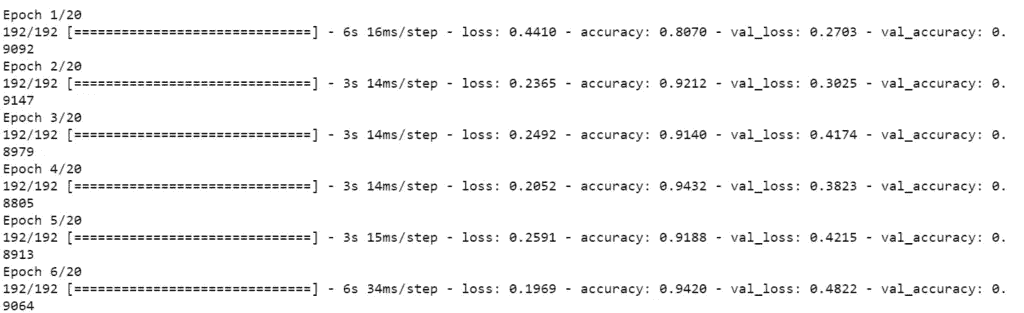 Epoch 1/20
192/192 [==============================] - 6s 16ms/step - loss: 0.4410 - accuracy: 0.8070 - val_loss: 0.2703 - val_accuracy: 0.
9092
Epoch 2/20
192/192 [==============================] - 3s 14ms/step - loss: 0.2365 - accuracy: 0.9212 - val_loss: 0.3025 - val_accuracy: 0.
9147
Epoch 3/20
192/192 [==============================] - 3s 14ms/step - loss: 0.2492 - accuracy: 0.9140 - val_loss: 0.4174 - val_accuracy: 0.
8979
Epoch 4/20
192/192 [==============================] - 3s 14ms/step - loss: 0.2052 - accuracy: 0.9432 - val_loss: 0.3823 - val_accuracy: 0.
8805
Epoch 5/20
192/192 [==============================] - 3s 15ms/step - loss: 0.2591 - accuracy: 0.9188 - val_loss: 0.4215 - val_accuracy: 0.
8913
Epoch 6/20
192/192 [==============================] - 6s 34ms/step - loss: 0.1969 - accuracy: 0.9420 - val_loss: 0.4822 - val_accuracy: 0.
9064